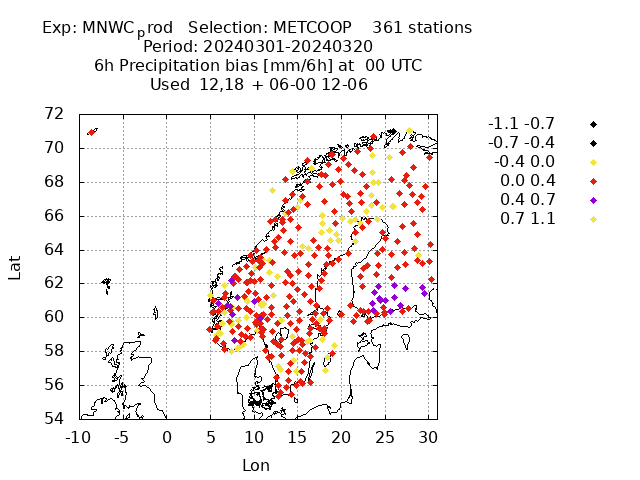 Exp: MNWC_prod   Selection: METCOOP    361 stations
Period: 20240301-20240320
6h Precipitation bias [mm/6h] at  00 UTC
Used  12,18  + 06-00 12-06
-1.1 -0.7
-0.7 -0.4
-0.4 0.0
0.0 0.4
0.4 0.7
0.7 1.1
72
70
68
66
64
62
60
58
56
54
Lat
-10 -5 0 5 10 15 20 25 30
Lon